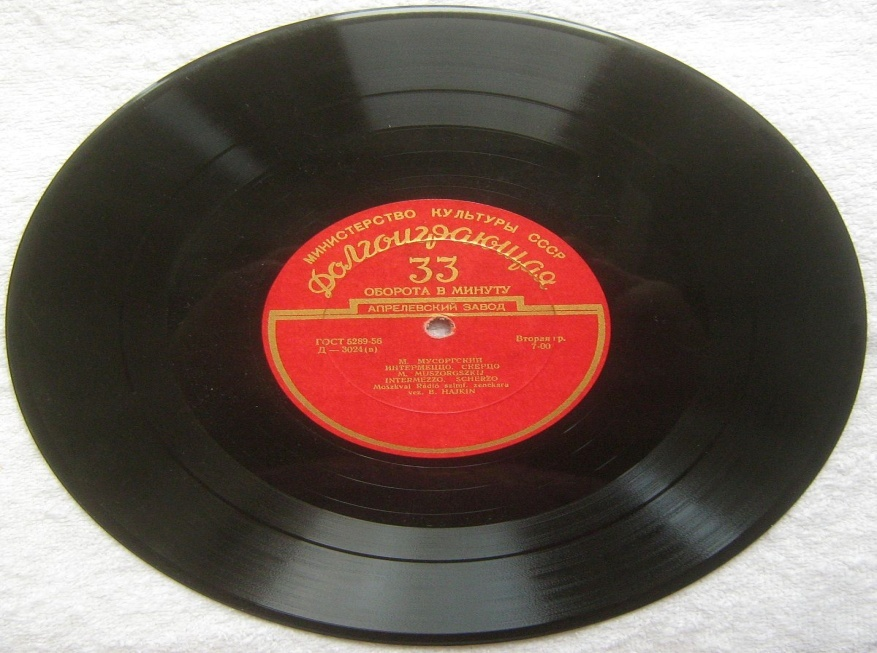 МИНИСТЕРСТВО КУЛЬТУРЫ СССР
Долгоиграющая
33
ОБОРОТА В МИНУТУ
АПРЕЛЕВСКИЙ ЗАВОД
ГОСТ 5289-56
Вторая гр.
Д — 3024(а)
7-00
М. МУСОРГСКИЙ
ИНТЕРМЕЦЦО. СКЕРЦО
M. MUSZORGSZKIJ
INTERMEZZO. SCHERZO
Moszkvai Rádió szimf. zenekara
vez. B. HAJKIN